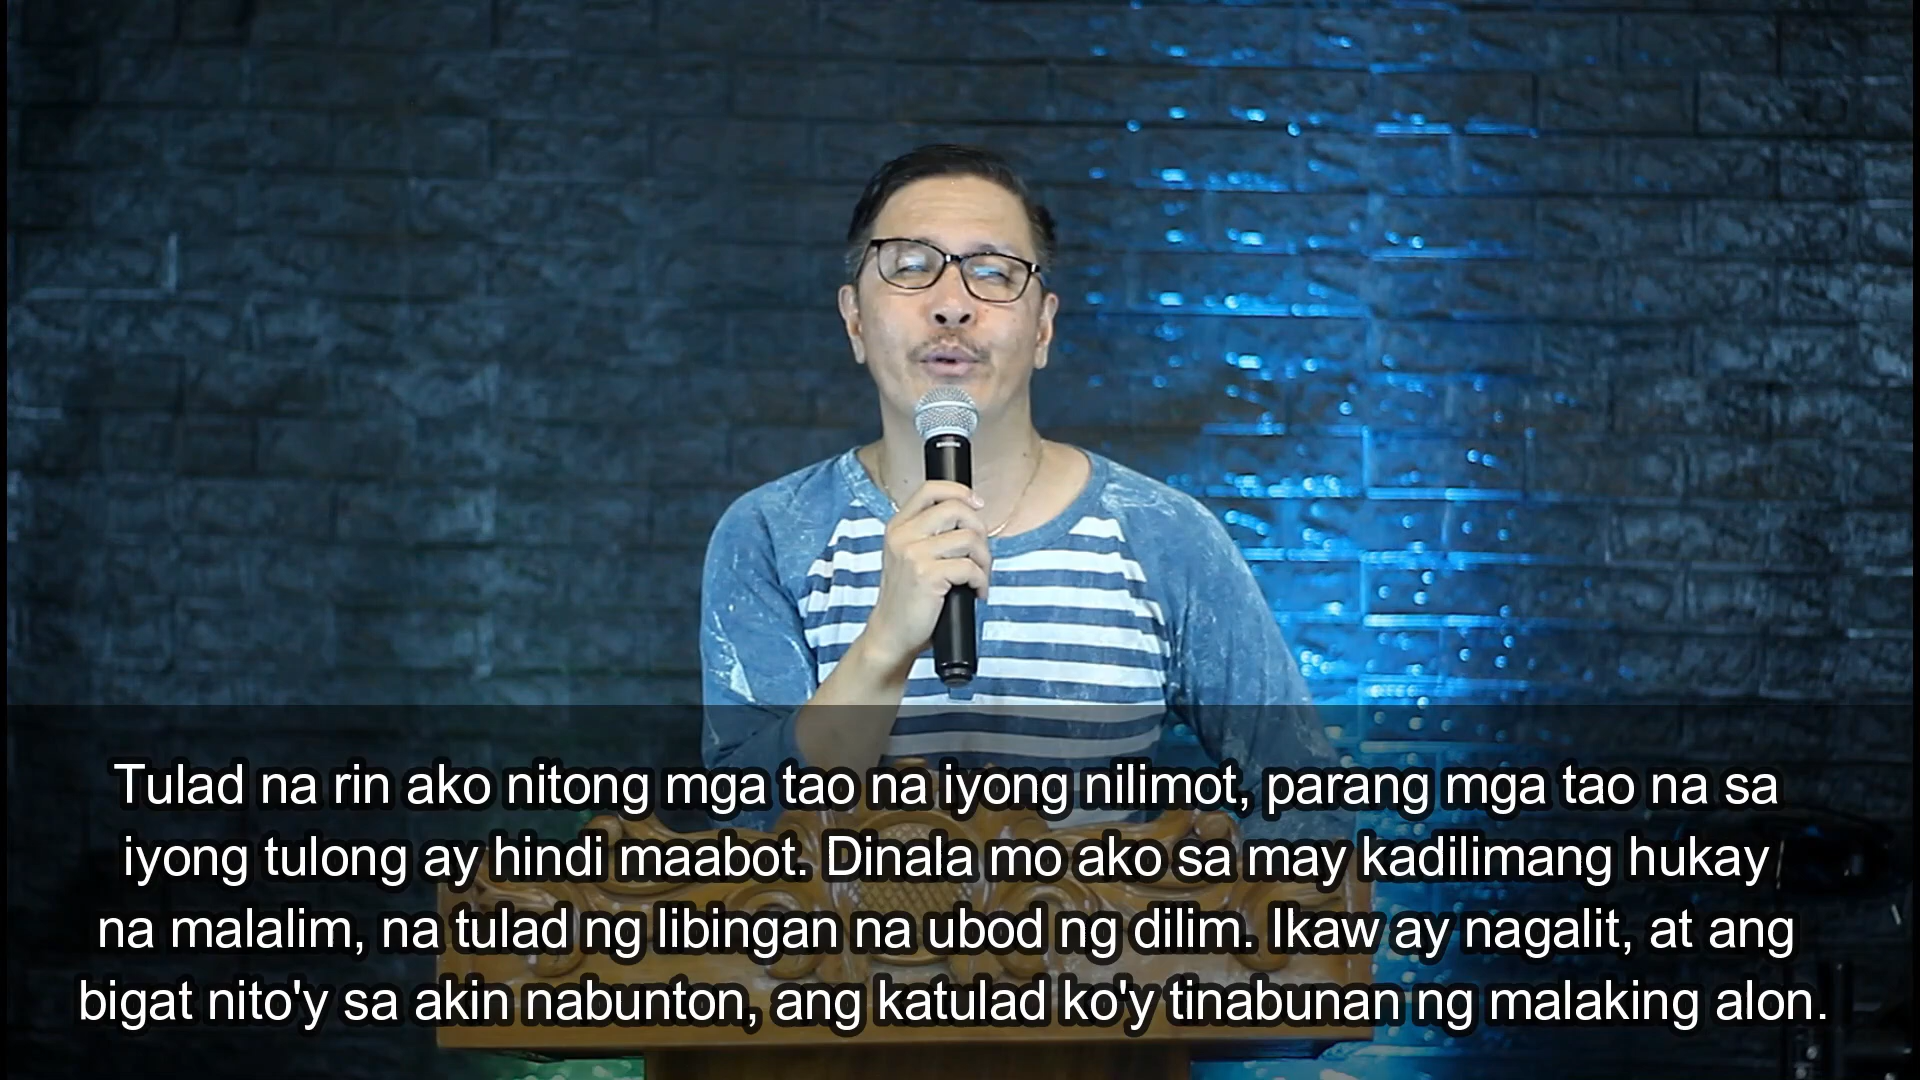 Tulad na rin ako nitong mga tao na iyong nilimot, parang mga tao na sa
iyong tulong ay hindi maabot. Dinala mo ako sa may kadilimang hukay
na malalim, na tulad ng libingan na ubod ng dilim. Ikaw ay nagalit, at ang
bigat nito'y sa akin nabunton, ang katulad ko'y tinabunan ng malaking alon.